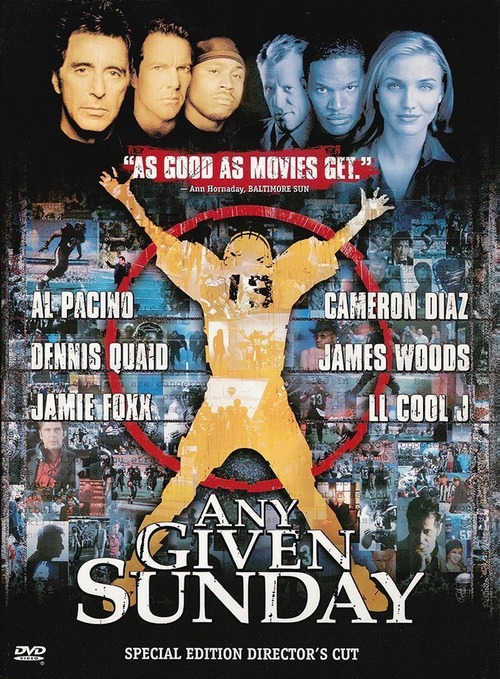 "AS GOOD AS MOVIES GET."
— Ann Hornaday, BALTIMORE SUN
13
AL PACINO
CAMERON DIAZ
DENNIS QUAID
JAMES WOODS
JAMIE FOXX
LL COOL J
ANY
GIVEN
SUNDAY
DVD
VIDEO
SPECIAL EDITION DIRECTOR'S CUT